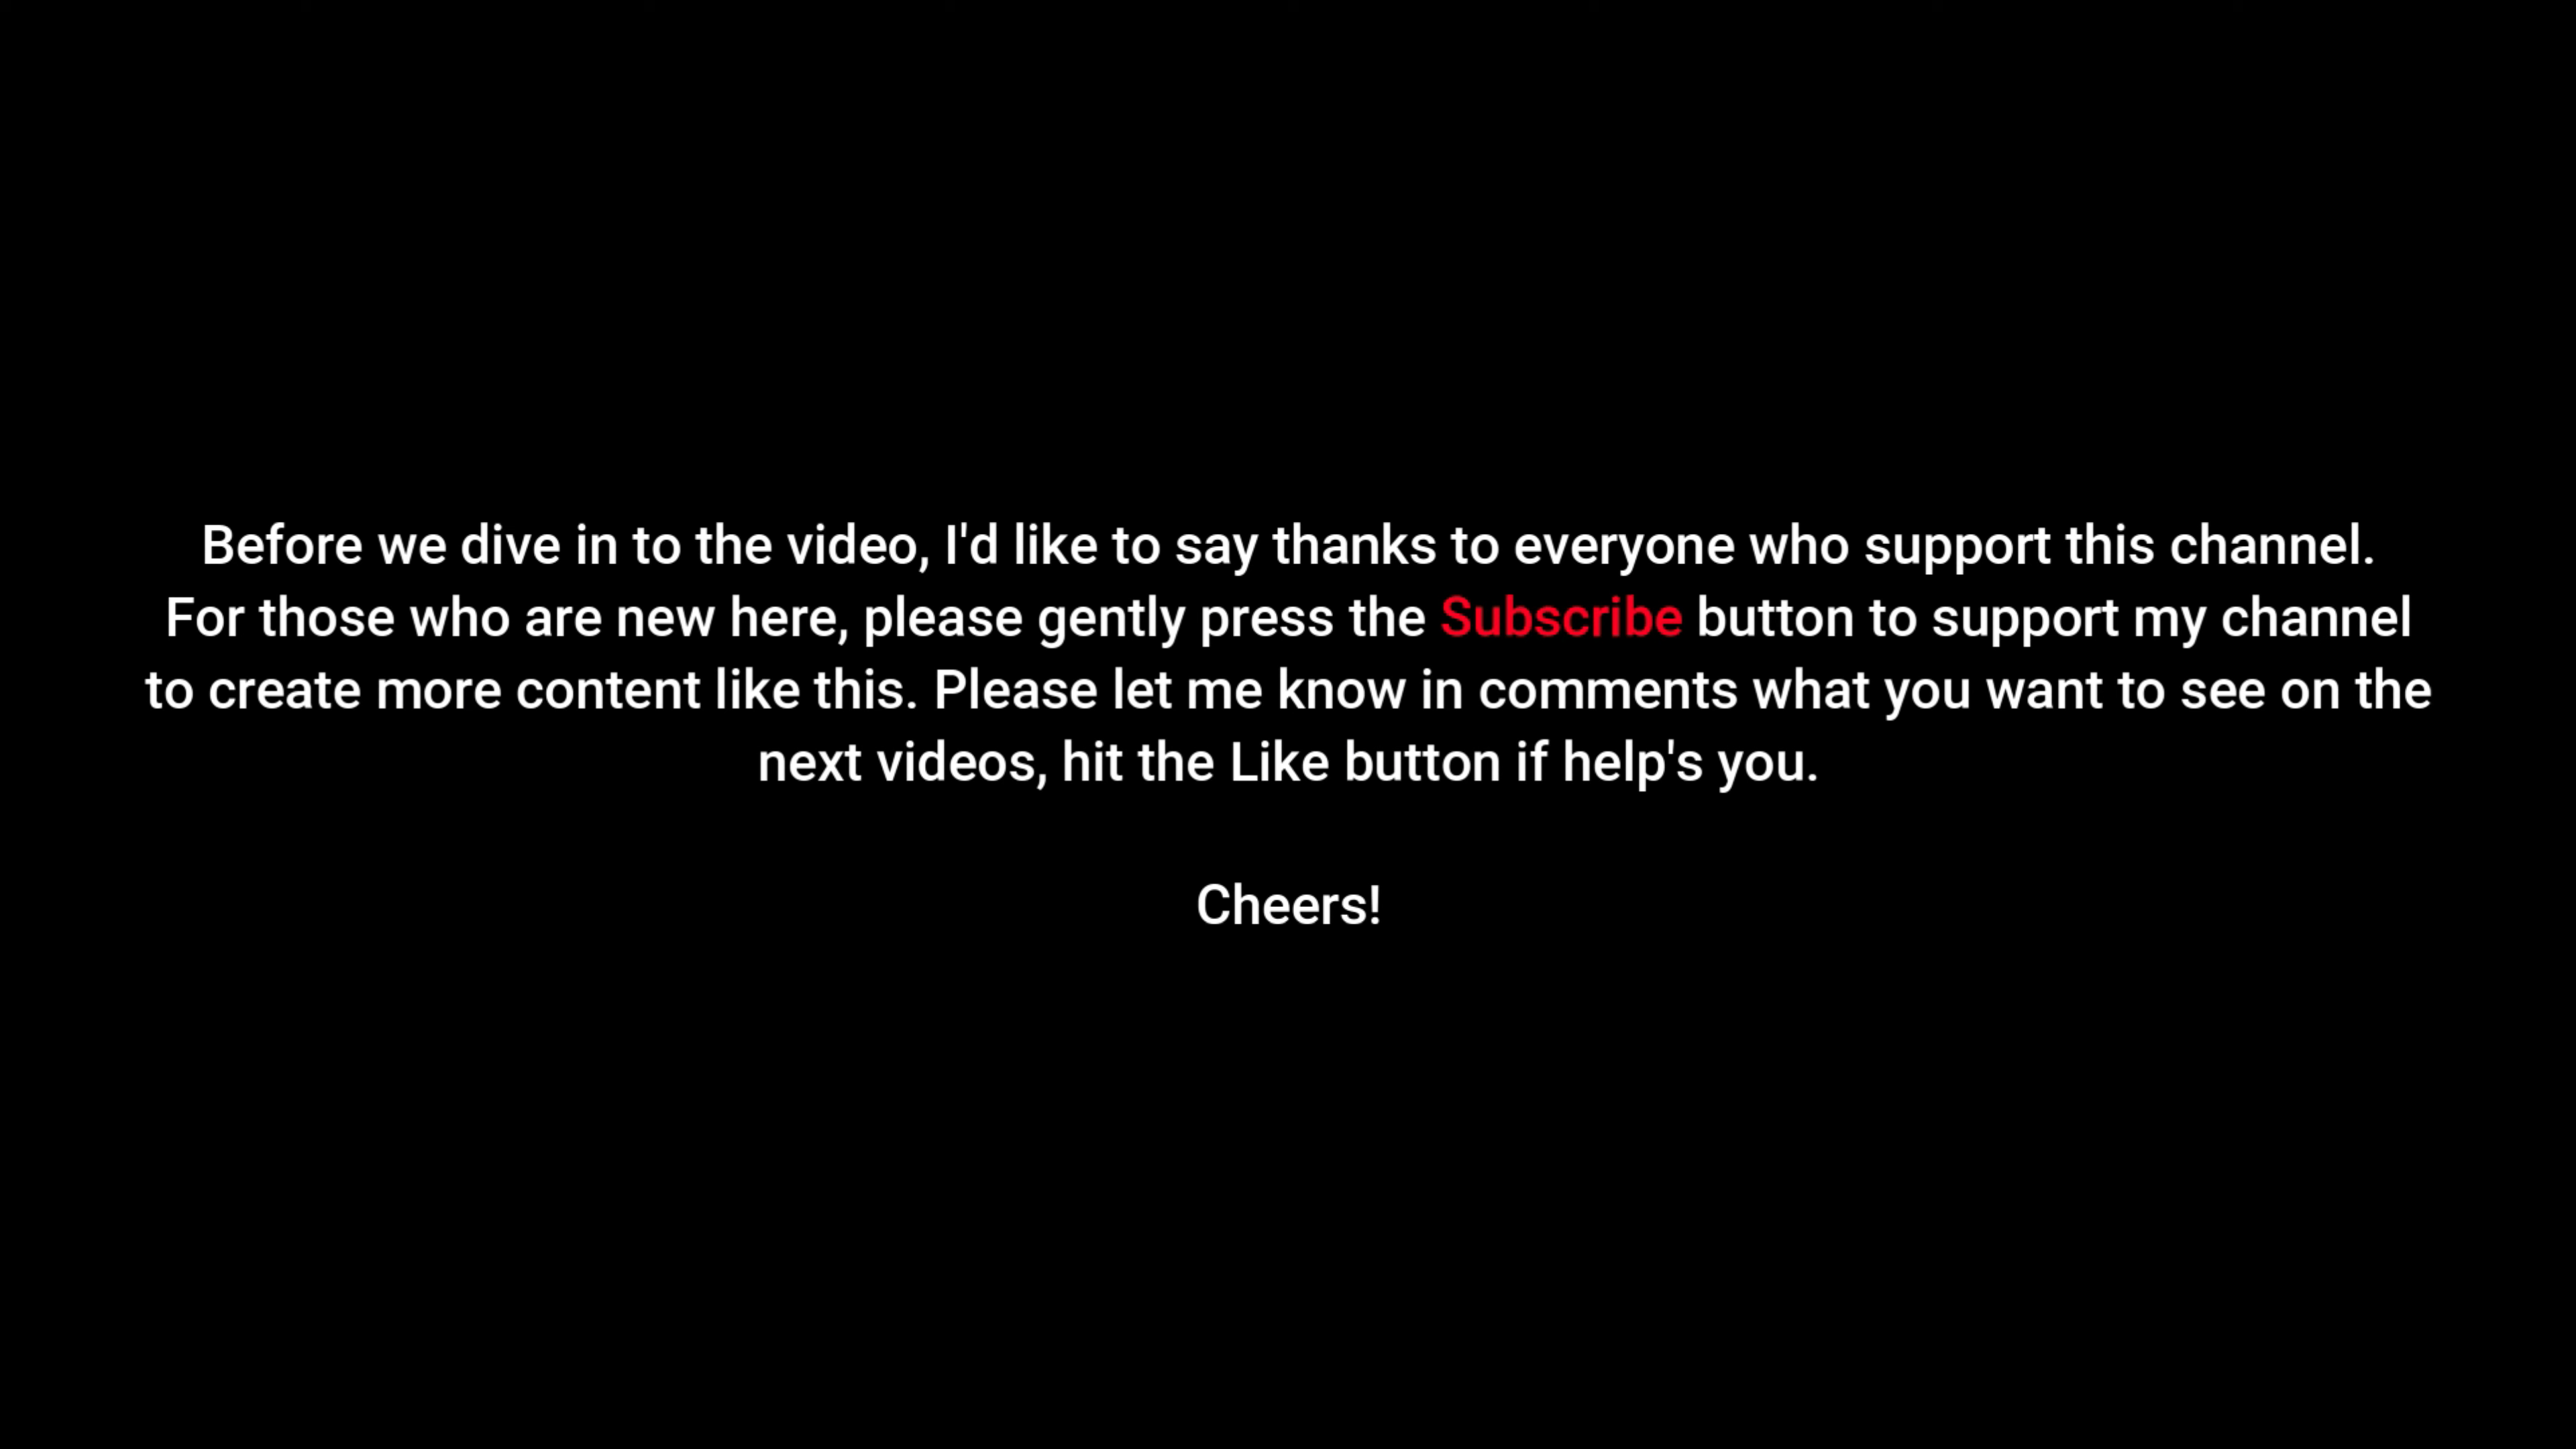 Before we dive in to the video, I'd like to say thanks to everyone who support this channel.
For those who are new here, please gently press the Subscribe button to support my channel
to create more content like this. Please let me know in comments what you want to see on the
next videos, hit the Like button if help's you.
Cheers!